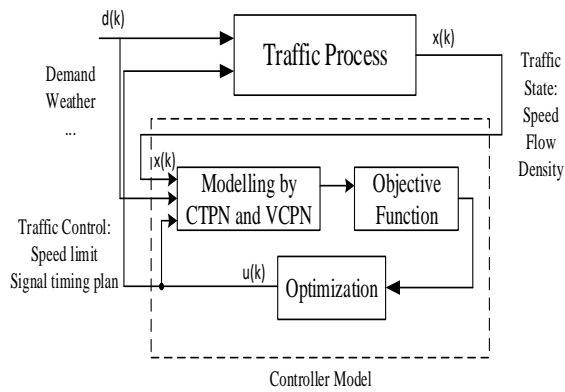 d(k)
Traffic Process
x(k)
Demand
Weather
...
Traffic
State:
Speed
Flow
Density
x(k)
Modelling by
CTPN and VCPN
Objective
Function
Traffic Control:
Speed limit
Signal timing plan
u(k)
Optimization
Controller Model